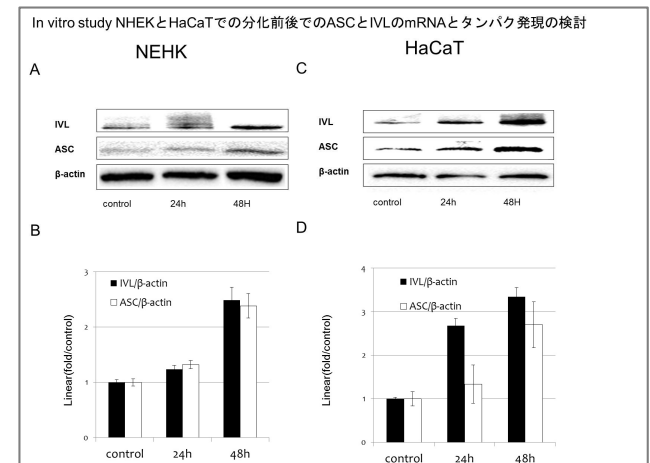 In vitro study NHEKとHaCaTでの分化前後でのASCとIVLのmRNAとタンパク発現の検討
NEHK
HaCaT
A
IVL
ASC
β-actin
control 24h 48H
C
IVL
ASC
β-actin
control 24h 48H
B
Linear(fold/control)
3
2
1
0
IVL/β-actin
ASC/β-actin
control 24h 48h
D
Linear(fold/control)
4
3
2
1
0
IVL/β-actin
ASC/β-actin
control 24h 48h